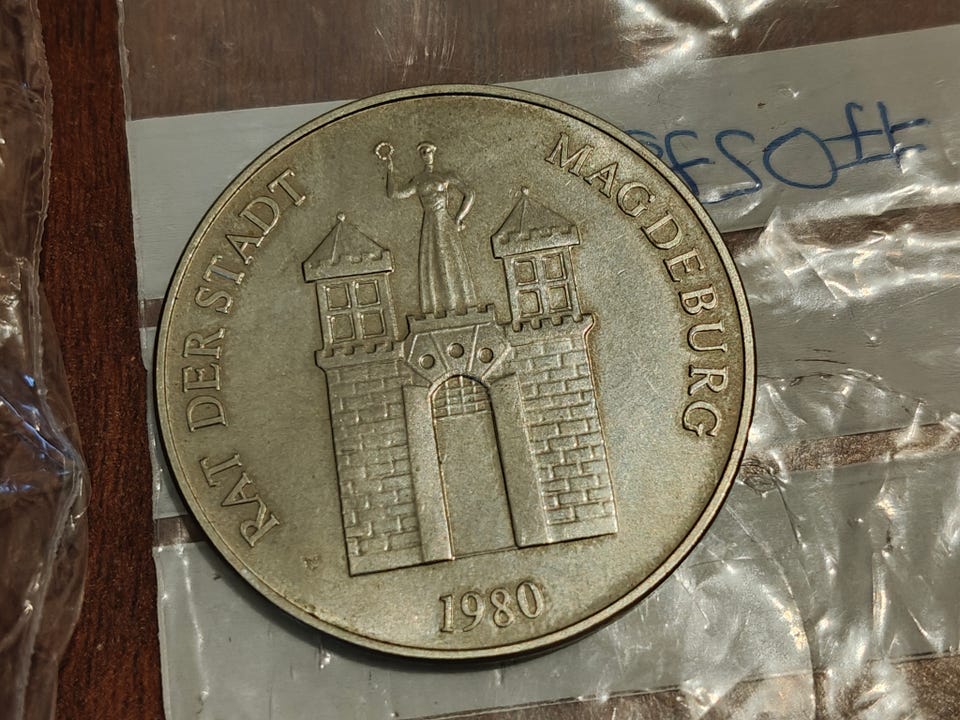 RAT DER STADT
MAGDEBURG
1980